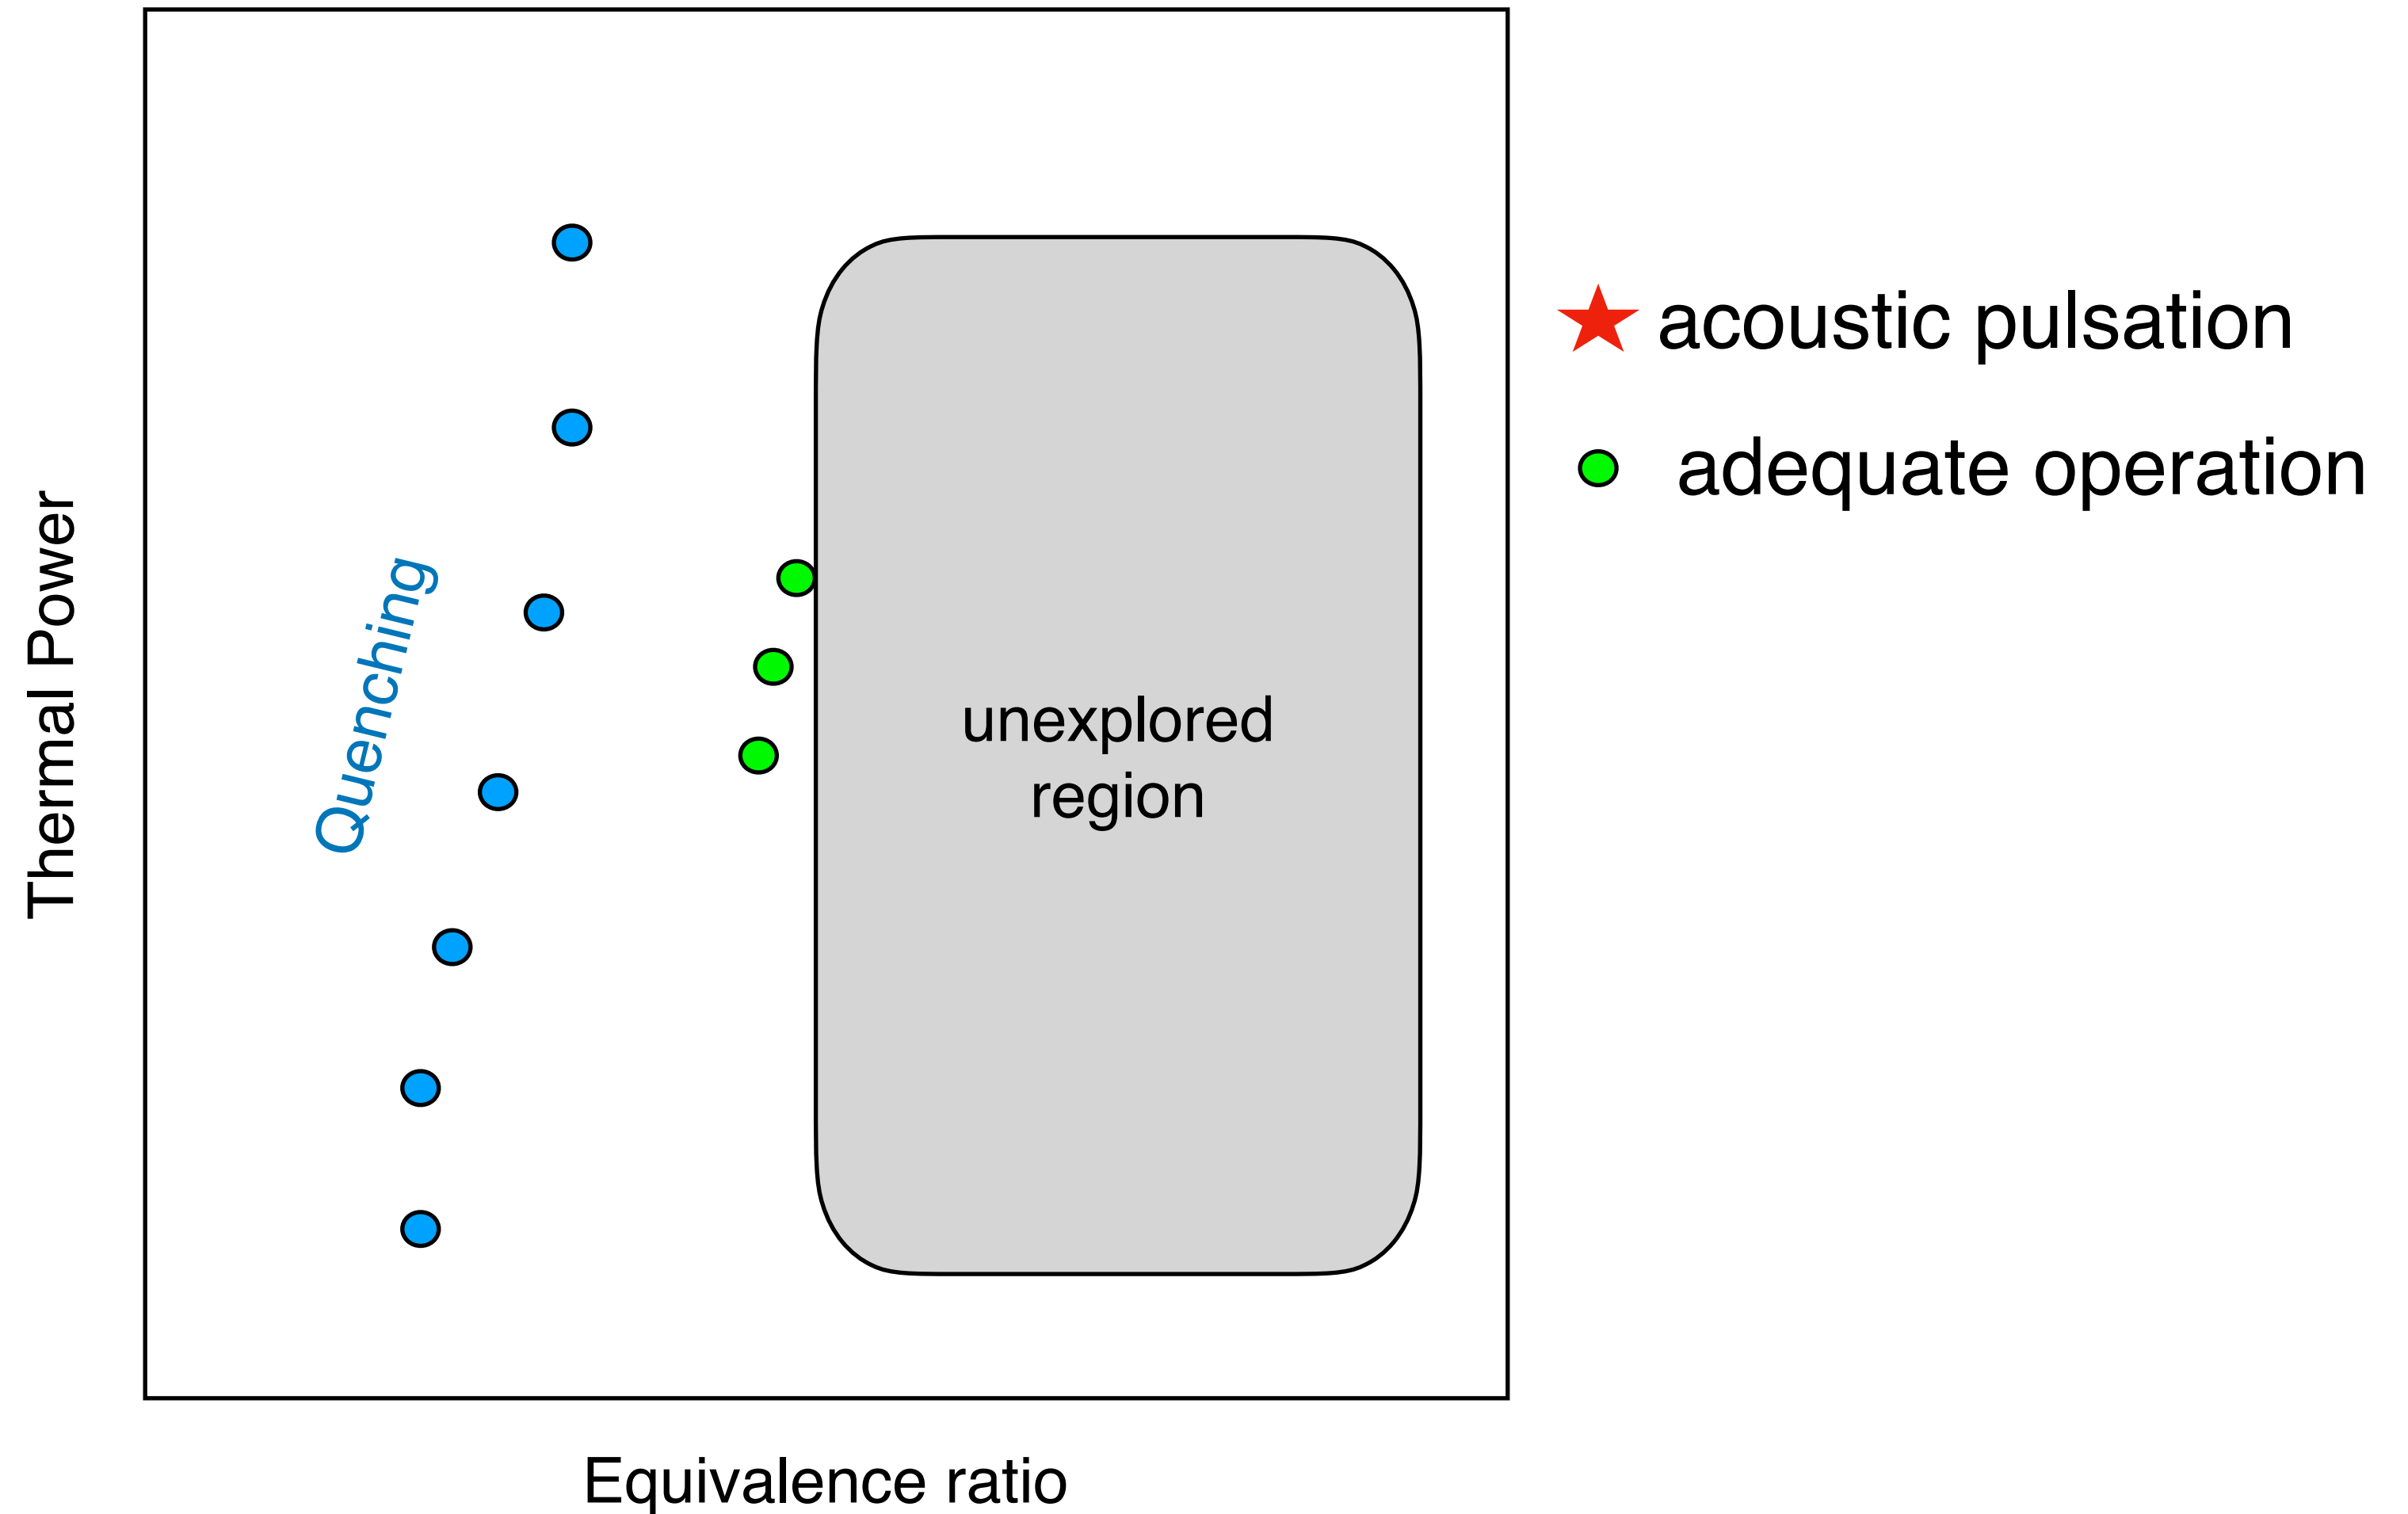 Thermal Power
Quenching
unexplored
region
Equivalence ratio
acoustic pulsation
adequate operation